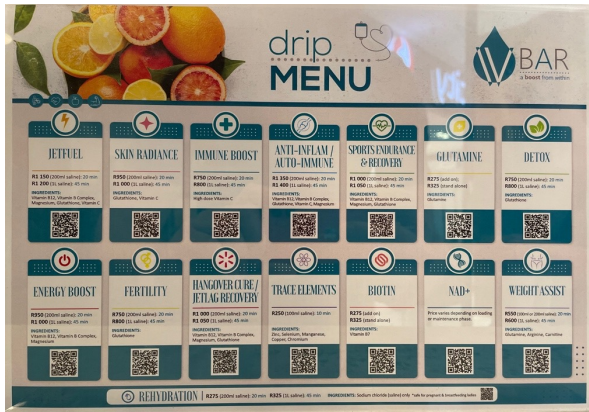 drip
MENU
IV BAR
a boost from within
JETFUEL
R1 150 (200ml saline): 20 min
R1 200 (1L saline): 45 min
INGREDIENTS:
Vitamin B12, Vitamin B Complex,
Magnesium, Glutathione, Vitamin C
SKIN RADIANCE
R950 (200ml saline): 20 min
R1 000 (1L saline): 45 min
INGREDIENTS:
Glutathione, Vitamin C
IMMUNE BOOST
R750 (200ml saline): 20 min
R800 (1L saline): 45 min
INGREDIENTS:
High dose Vitamin C
ANTI-INFLAM /
AUTO-IMMUNE
R1 350 (200ml saline): 20 min
R1 400 (1L saline): 45 min
INGREDIENTS:
Vitamin B12, Vitamin B Complex,
Glutathione, Vitamin C, Magnesium
SPORTS ENDURANCE
& RECOVERY
R1 000 (200ml saline): 20 min
R1 050 (1L saline): 45 min
INGREDIENTS:
Vitamin B12, Vitamin B Complex,
Magnesium, Glutathione
GLUTAMINE
R275 (add on)
R325 (stand alone)
INGREDIENTS:
Glutamine
DETOX
R750 (200ml saline): 20 min
R800 (1L saline): 45 min
INGREDIENTS:
Glutathione
ENERGY BOOST
R950 (200ml saline): 20 min
R1 000 (1L saline): 45 min
INGREDIENTS:
Vitamin B12, Vitamin B Complex,
Magnesium
FERTILITY
R750 (200ml saline): 20 min
R800 (1L saline): 45 min
INGREDIENTS:
Glutathione
HANGOVER CURE /
JETLAG RECOVERY
R1 000 (200ml saline): 20 min
R1 050 (1L saline): 45 min
INGREDIENTS:
Vitamin B12, Vitamin B Complex,
Magnesium, Glutathione
TRACE ELEMENTS
R250 (100ml saline): 10 min
INGREDIENTS:
Zinc, Selenium, Manganese,
Copper, Chromium
BIOTIN
R275 (add on)
R325 (stand alone)
INGREDIENTS:
Vitamin B7
NAD+
Price varies depending on loading
or maintenance phase.
WEIGHT ASSIST
R550 (100ml or 200ml saline): 20 min
R600 (1L saline): 45 min
INGREDIENTS:
Glutamine, Arginine, Carnitine
REHYDRATION R275 (200ml saline): 20 min R325 (1L saline): 45 min INGREDIENTS: Sodium chloride (saline) only *safe for pregnant & breastfeeding ladies